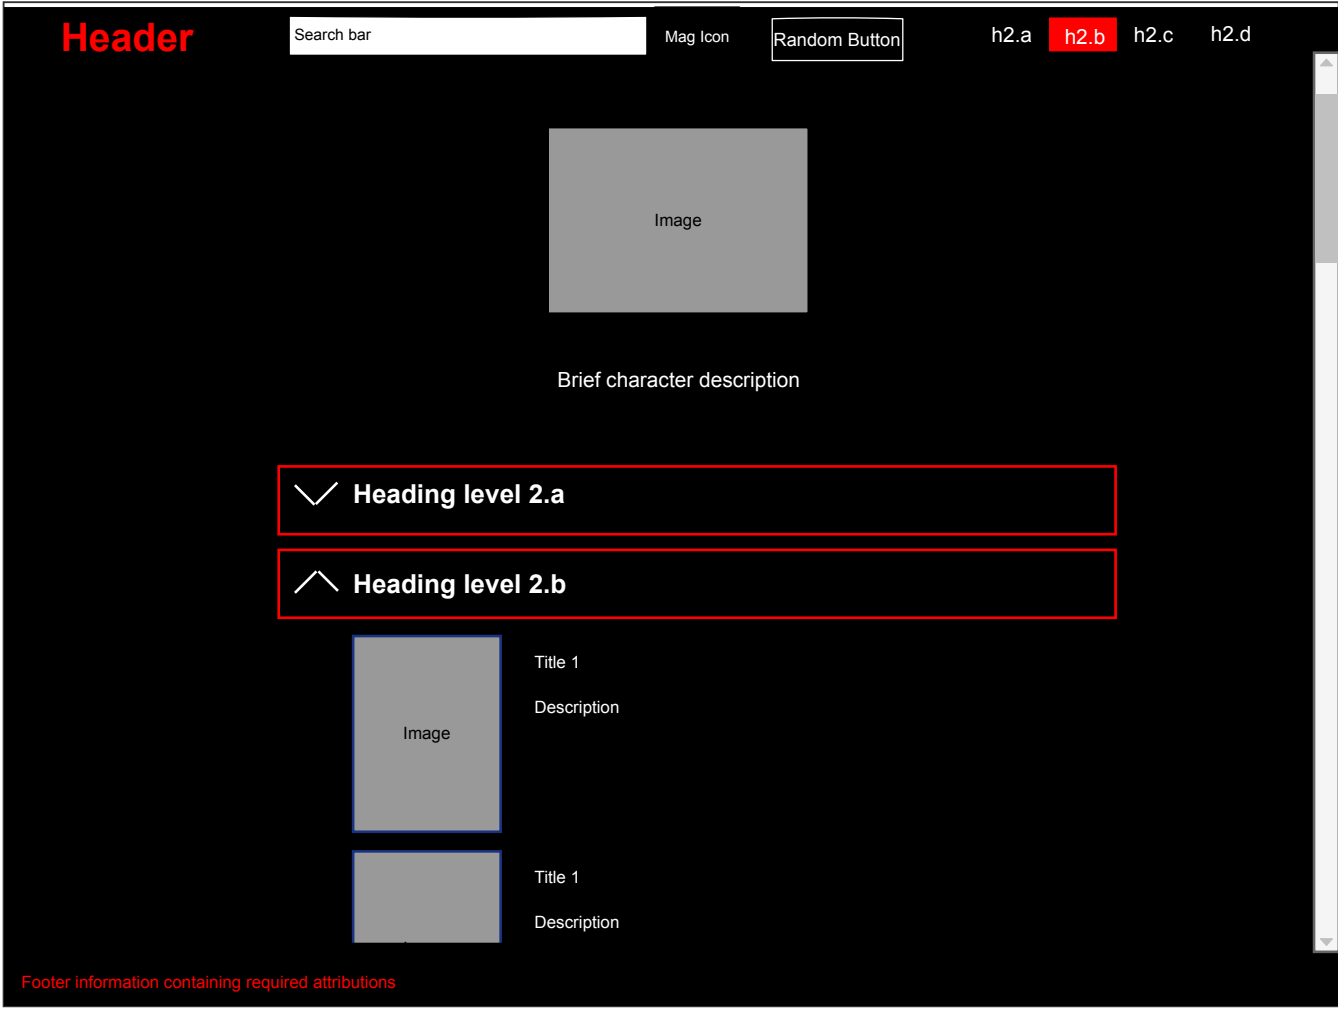 Header
Search bar
Mag Icon
Random Button
h2.a
h2.b
h2.c
h2.d
Image
Brief character description
Heading level 2.a
Heading level 2.b
Image
Title 1
Description
Title 1
Description
Footer information containing required attributions